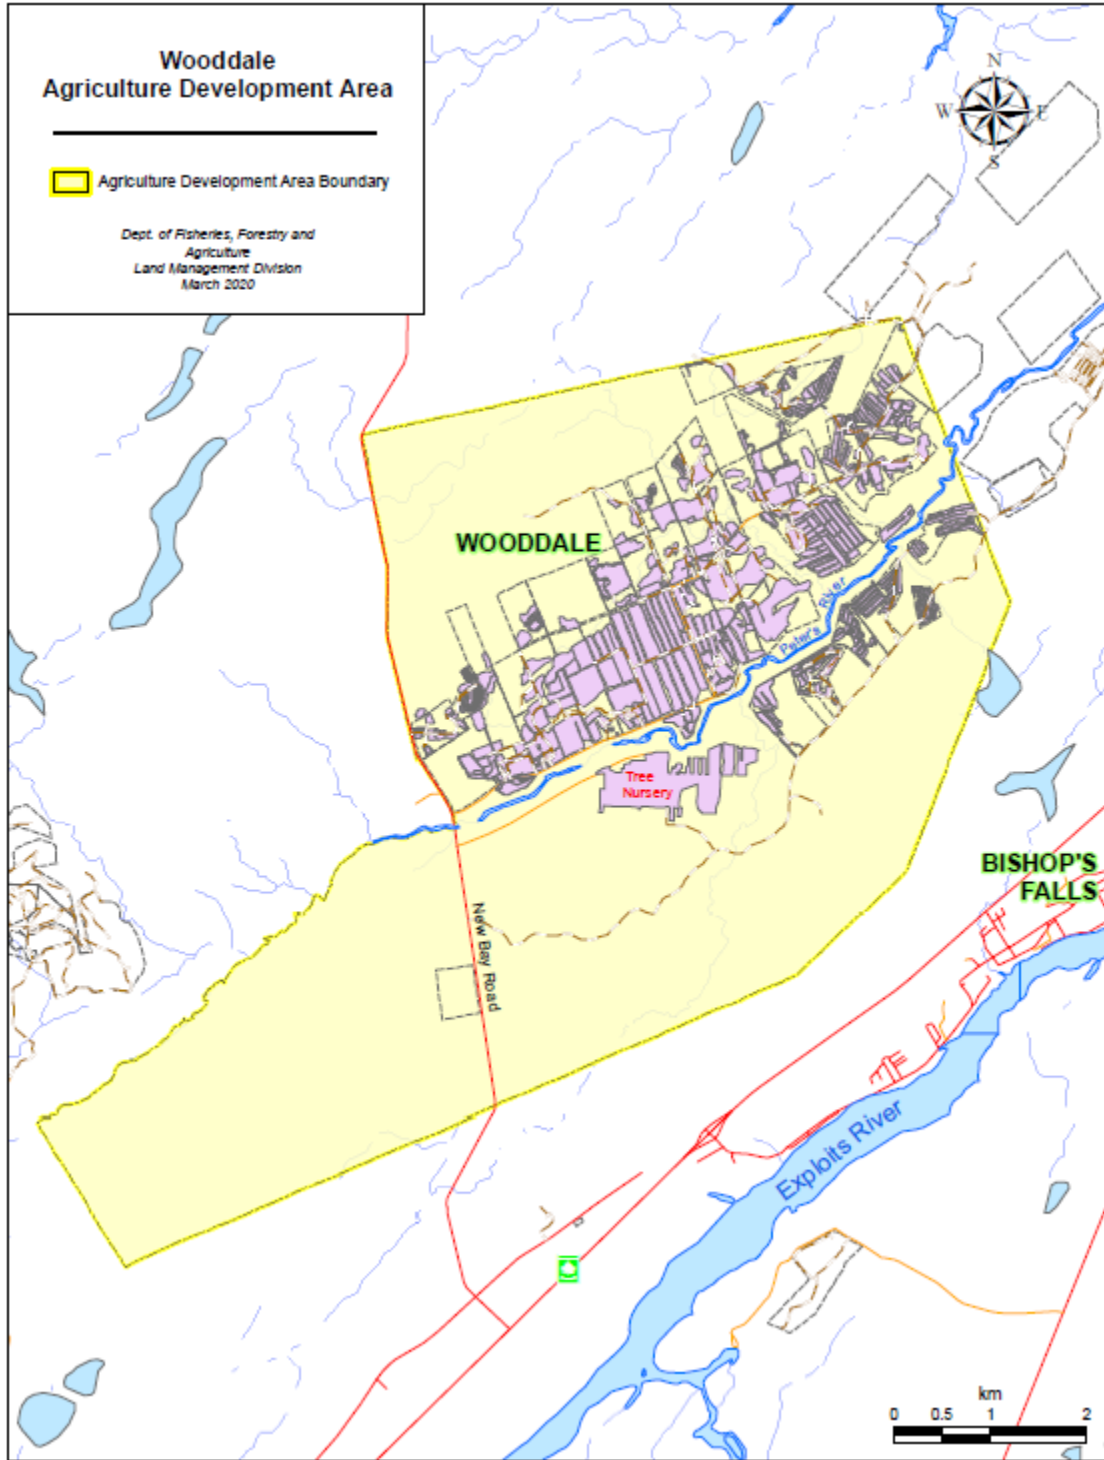 Wooddale
Agriculture Development Area
Agriculture Development Area Boundary
Dept. of Fisheries, Forestry and
Agriculture
Land Management Division
March 2020
N
W
E
S
WOODDALE
Peter's River
Tree
Nursery
BISHOP'S
FALLS
New Bay Road
Exploits River
km
0 0.5 1 2